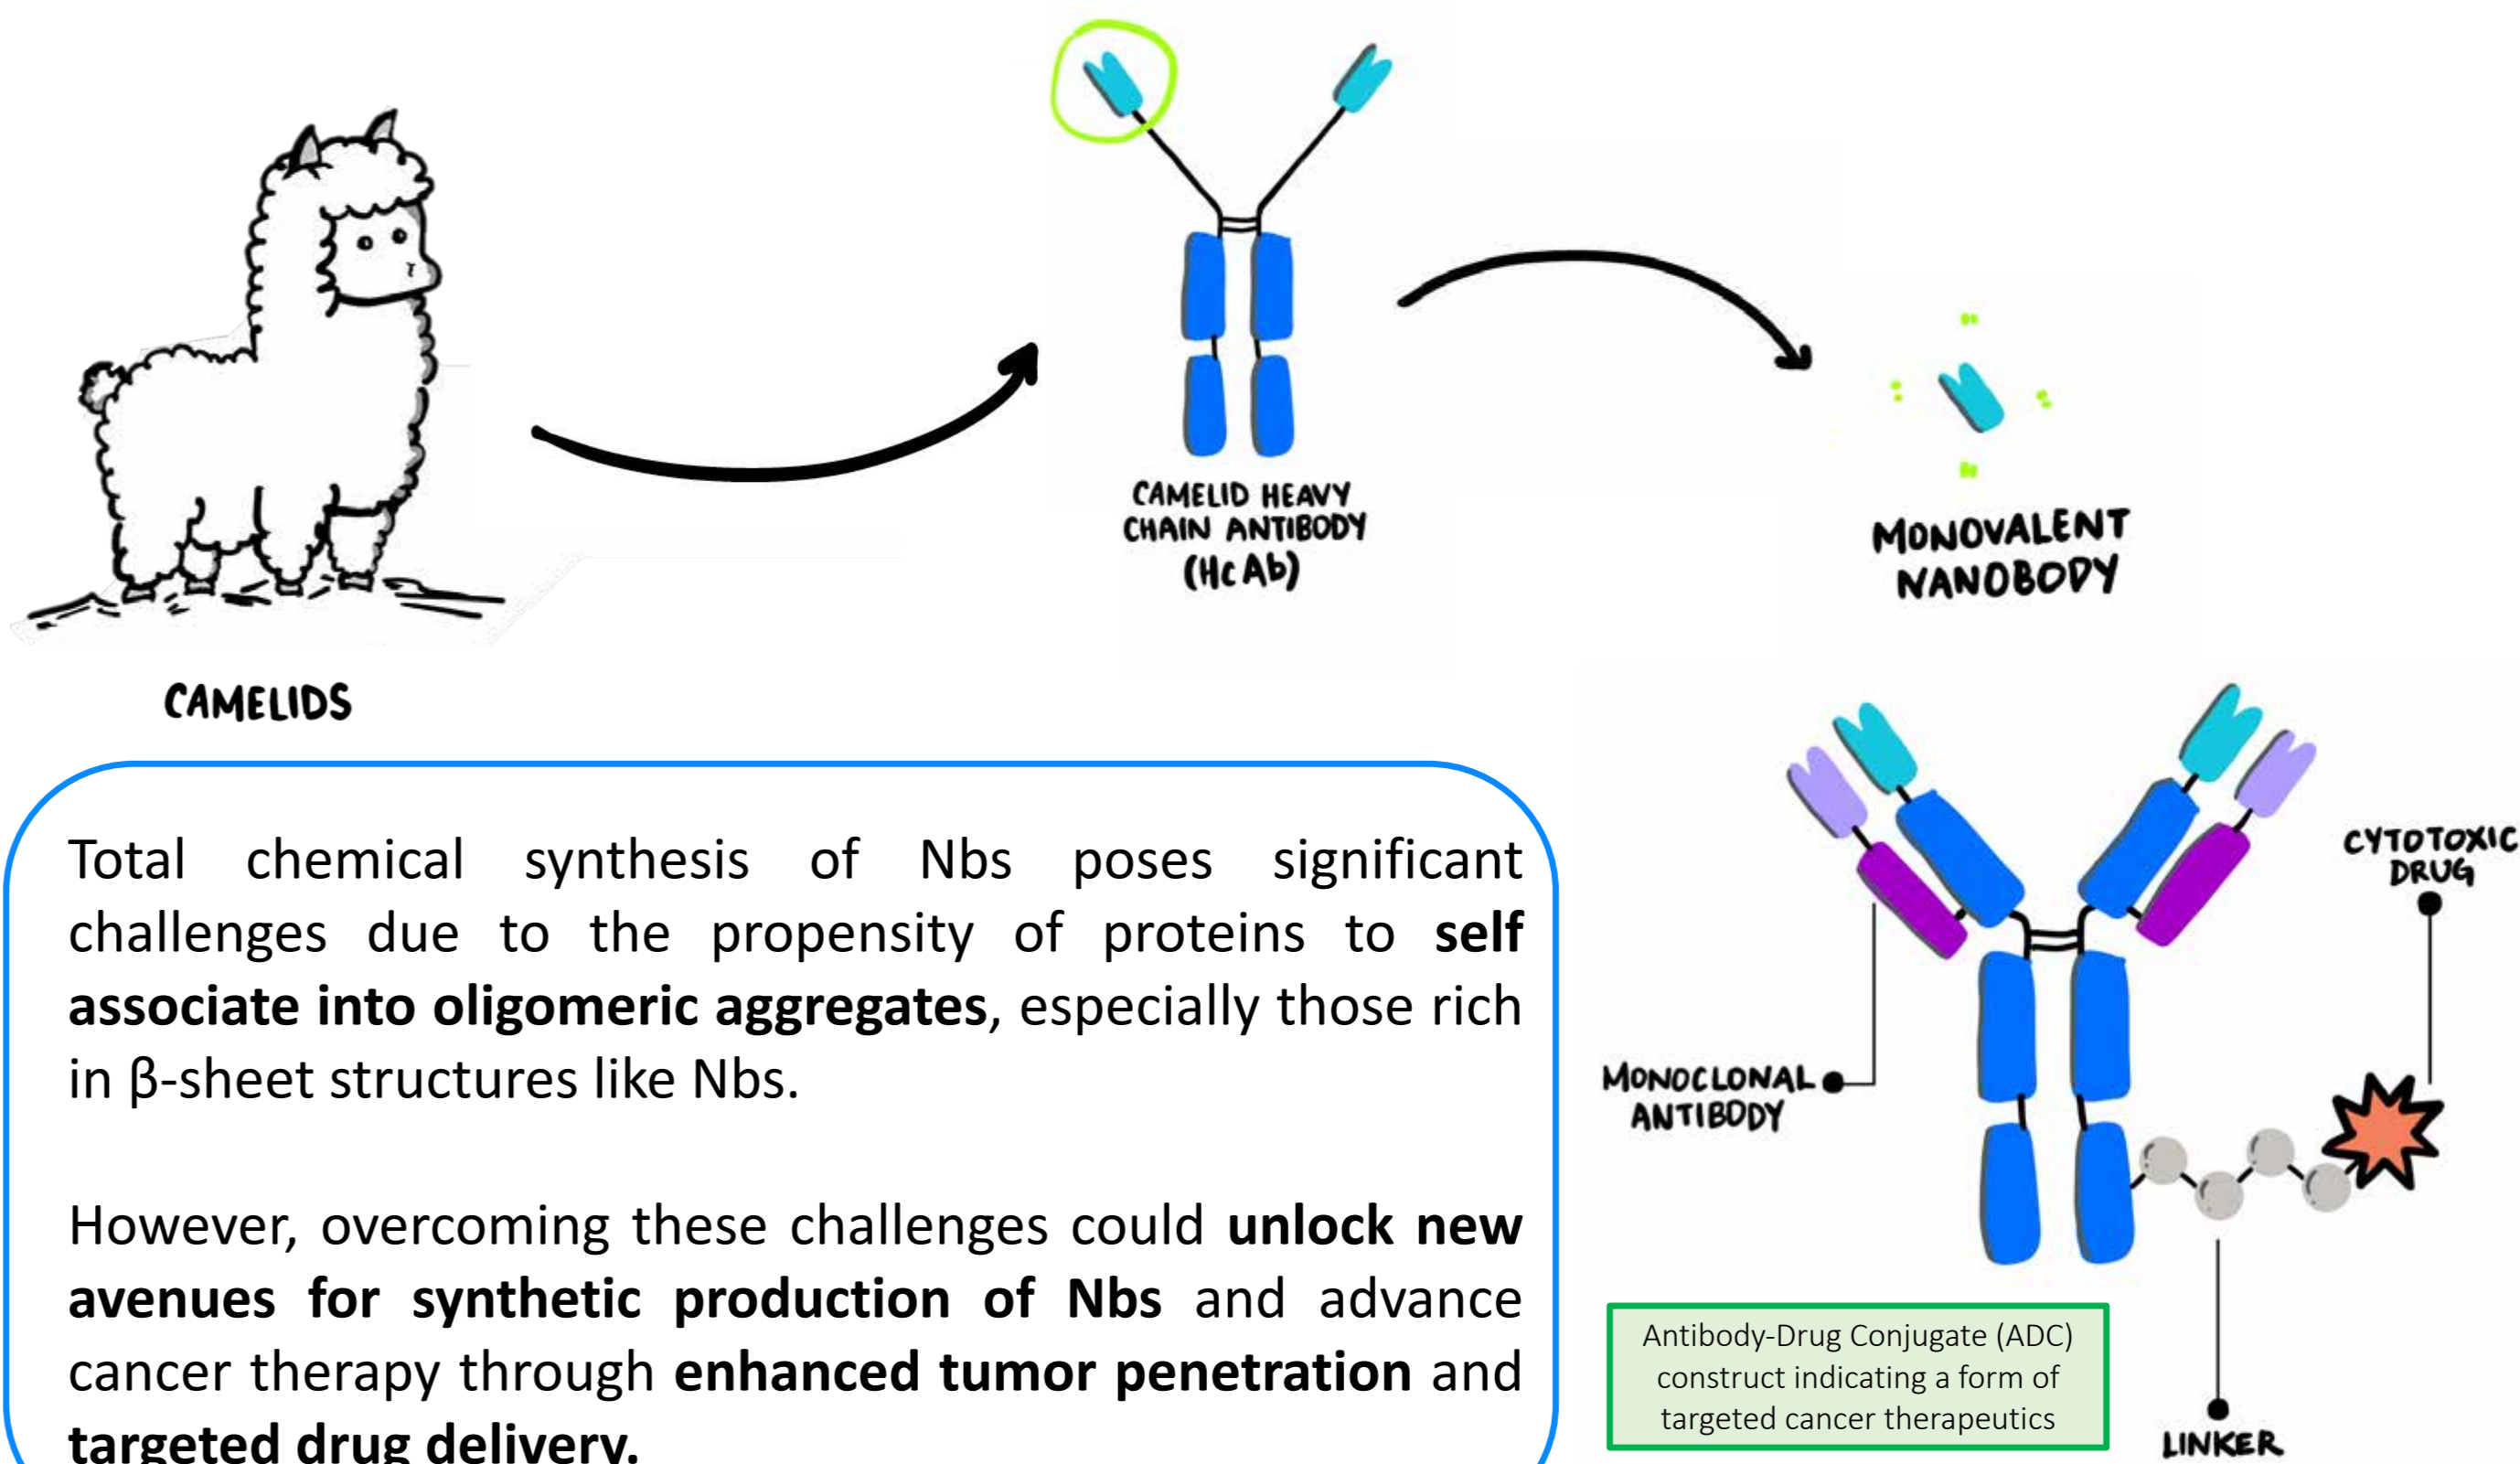 CAMELID HEAVY
CHAIN ANTIBODY
(HcAb)
MONOVALENT
NANOBODY
CAMELIDS
Total chemical synthesis of Nbs poses significant
challenges due to the propensity of proteins to self
associate into oligomeric aggregates, especially those rich
in β-sheet structures like Nbs.
However, overcoming these challenges could unlock new
avenues for synthetic production of Nbs and advance
cancer therapy through enhanced tumor penetration and
targeted drug delivery.
CYTOTOXIC
DRUG
MONOCLONAL
ANTIBODY
Antibody-Drug Conjugate (ADC)
construct indicating a form of
targeted cancer therapeutics
LINKER